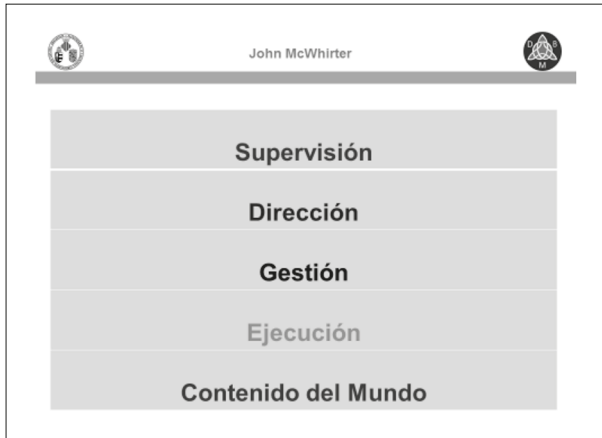 John McWhirter
D B
M
Supervisión
Dirección
Gestión
Ejecución
Contenido del Mundo